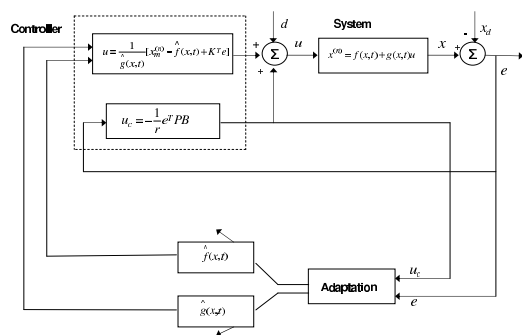 d
x_d
Controller
System
u = 1/ĝ(x,t) [x_m^(n) - f̂(x,t) + K^T e]
+
+
Σ
u
x^(n) = f(x,t) + g(x,t)u
x
+
-
Σ
e
u_c = -1/r e^T PB
f̂(x,t)
ĝ(x,t)
Adaptation
u_c
e